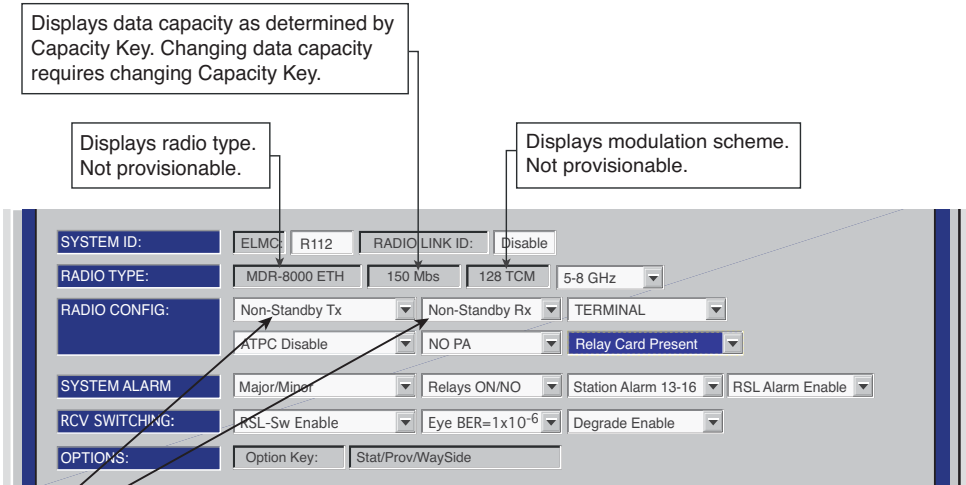 Displays data capacity as determined by
Capacity Key. Changing data capacity
requires changing Capacity Key.
Displays radio type.
Not provisionable.
Displays modulation scheme.
Not provisionable.
SYSTEM ID: ELMC: R112 RADIO LINK ID: Disable
RADIO TYPE: MDR-8000 ETH 150 Mbs 128 TCM 5-8 GHz
RADIO CONFIG: Non-Standby Tx Non-Standby Rx TERMINAL
ATPC Disable NO PA Relay Card Present
SYSTEM ALARM Major/Minor Relays ON/NO Station Alarm 13-16 RSL Alarm Enable
RCV SWITCHING: RSL-Sw Enable Eye BER=1x10⁻⁶ Degrade Enable
OPTIONS: Option Key: Stat/Prov/WaySide